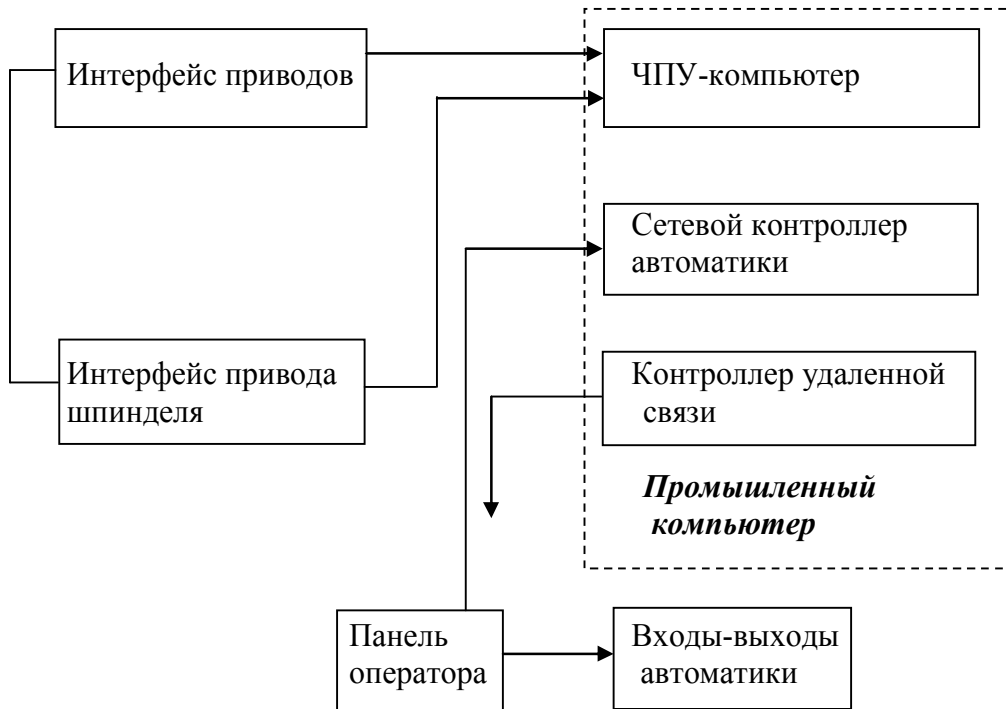 Интерфейс приводов
ЧПУ-компьютер
Сетевой контроллер
автоматики
Интерфейс привода
шпинделя
Контроллер удаленной
связи
Промышленный
компьютер
Панель
оператора
Входы-выходы
автоматики